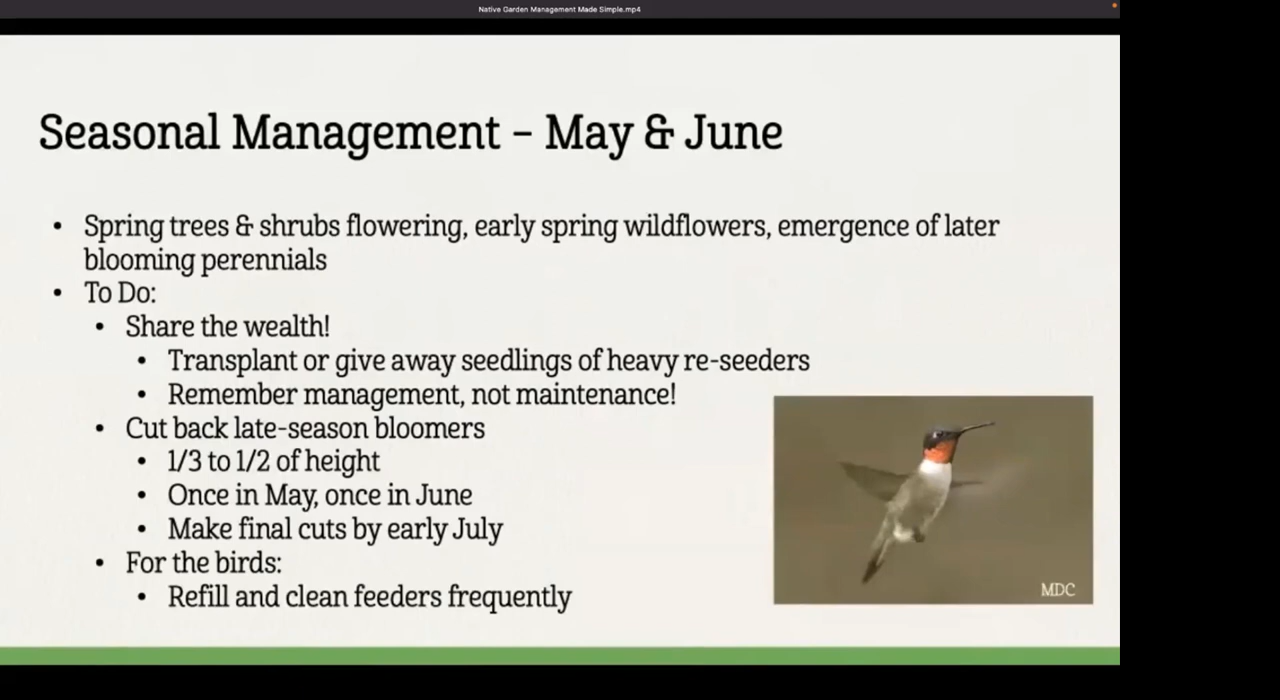 Native Garden Management Made Simple.mp4
Seasonal Management – May & June
• Spring trees & shrubs flowering, early spring wildflowers, emergence of later
blooming perennials
• To Do:
• Share the wealth!
• Transplant or give away seedlings of heavy re-seeders
• Remember management, not maintenance!
• Cut back late-season bloomers
• 1/3 to 1/2 of height
• Once in May, once in June
• Make final cuts by early July
• For the birds:
• Refill and clean feeders frequently
MDC